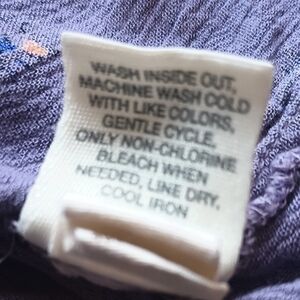 WASH INSIDE OUT,
MACHINE WASH COLD
WITH LIKE COLORS,
GENTLE CYCLE,
ONLY NON-CHLORINE
BLEACH WHEN
NEEDED, LINE DRY,
COOL IRON